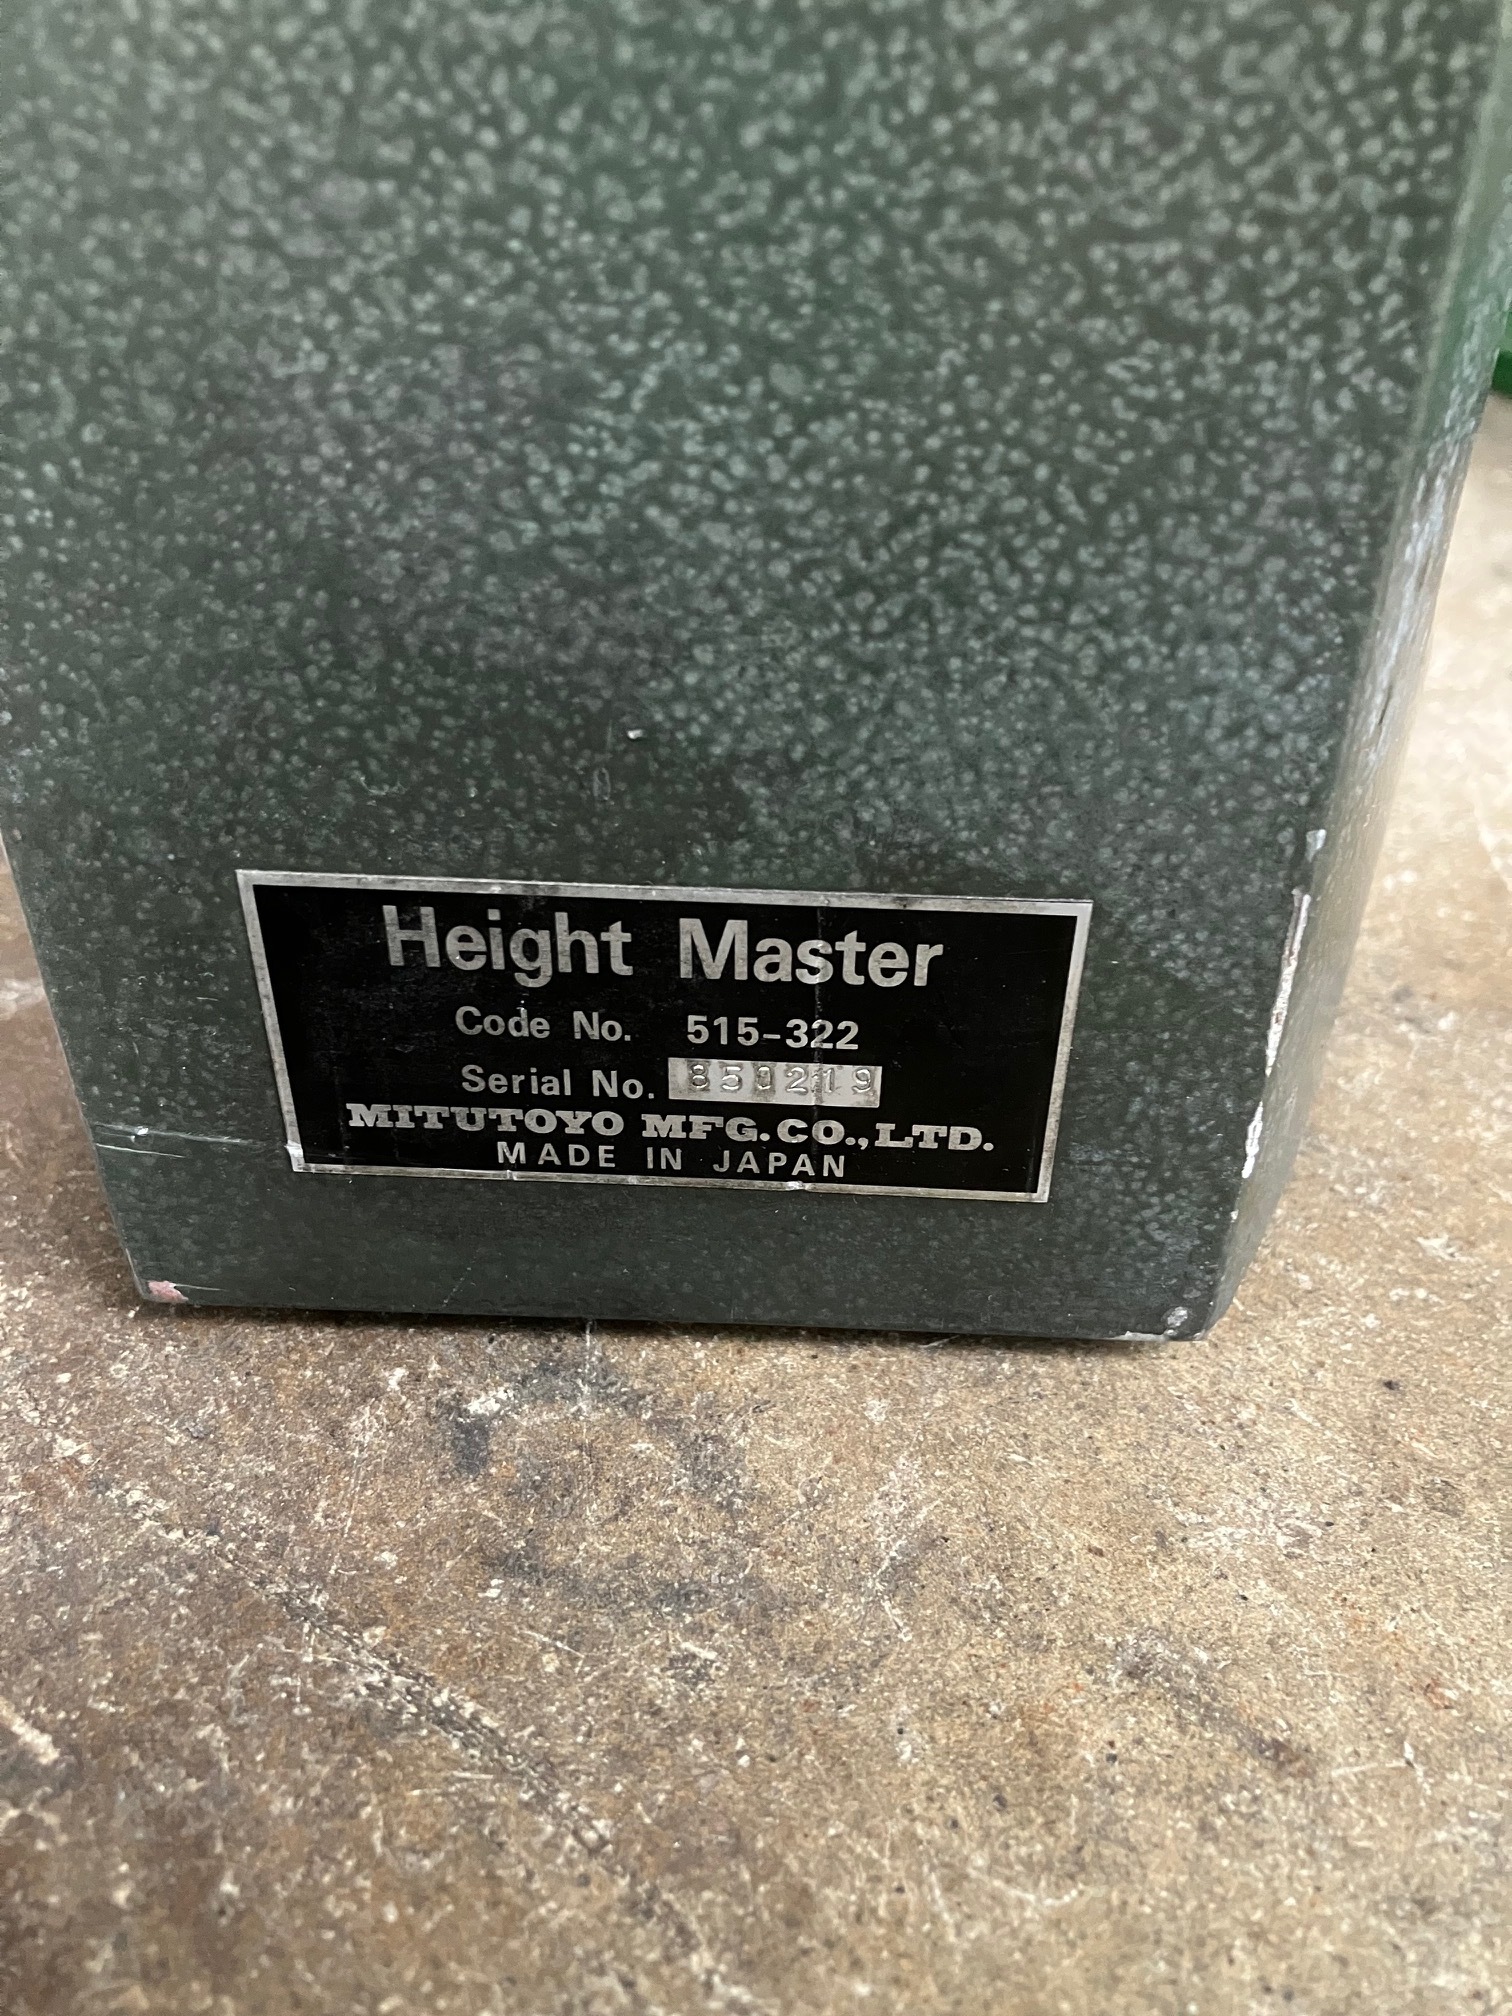 Height Master
Code No. 515-322
Serial No. 850219
MITUTOYO MFG.CO.,LTD.
MADE IN JAPAN